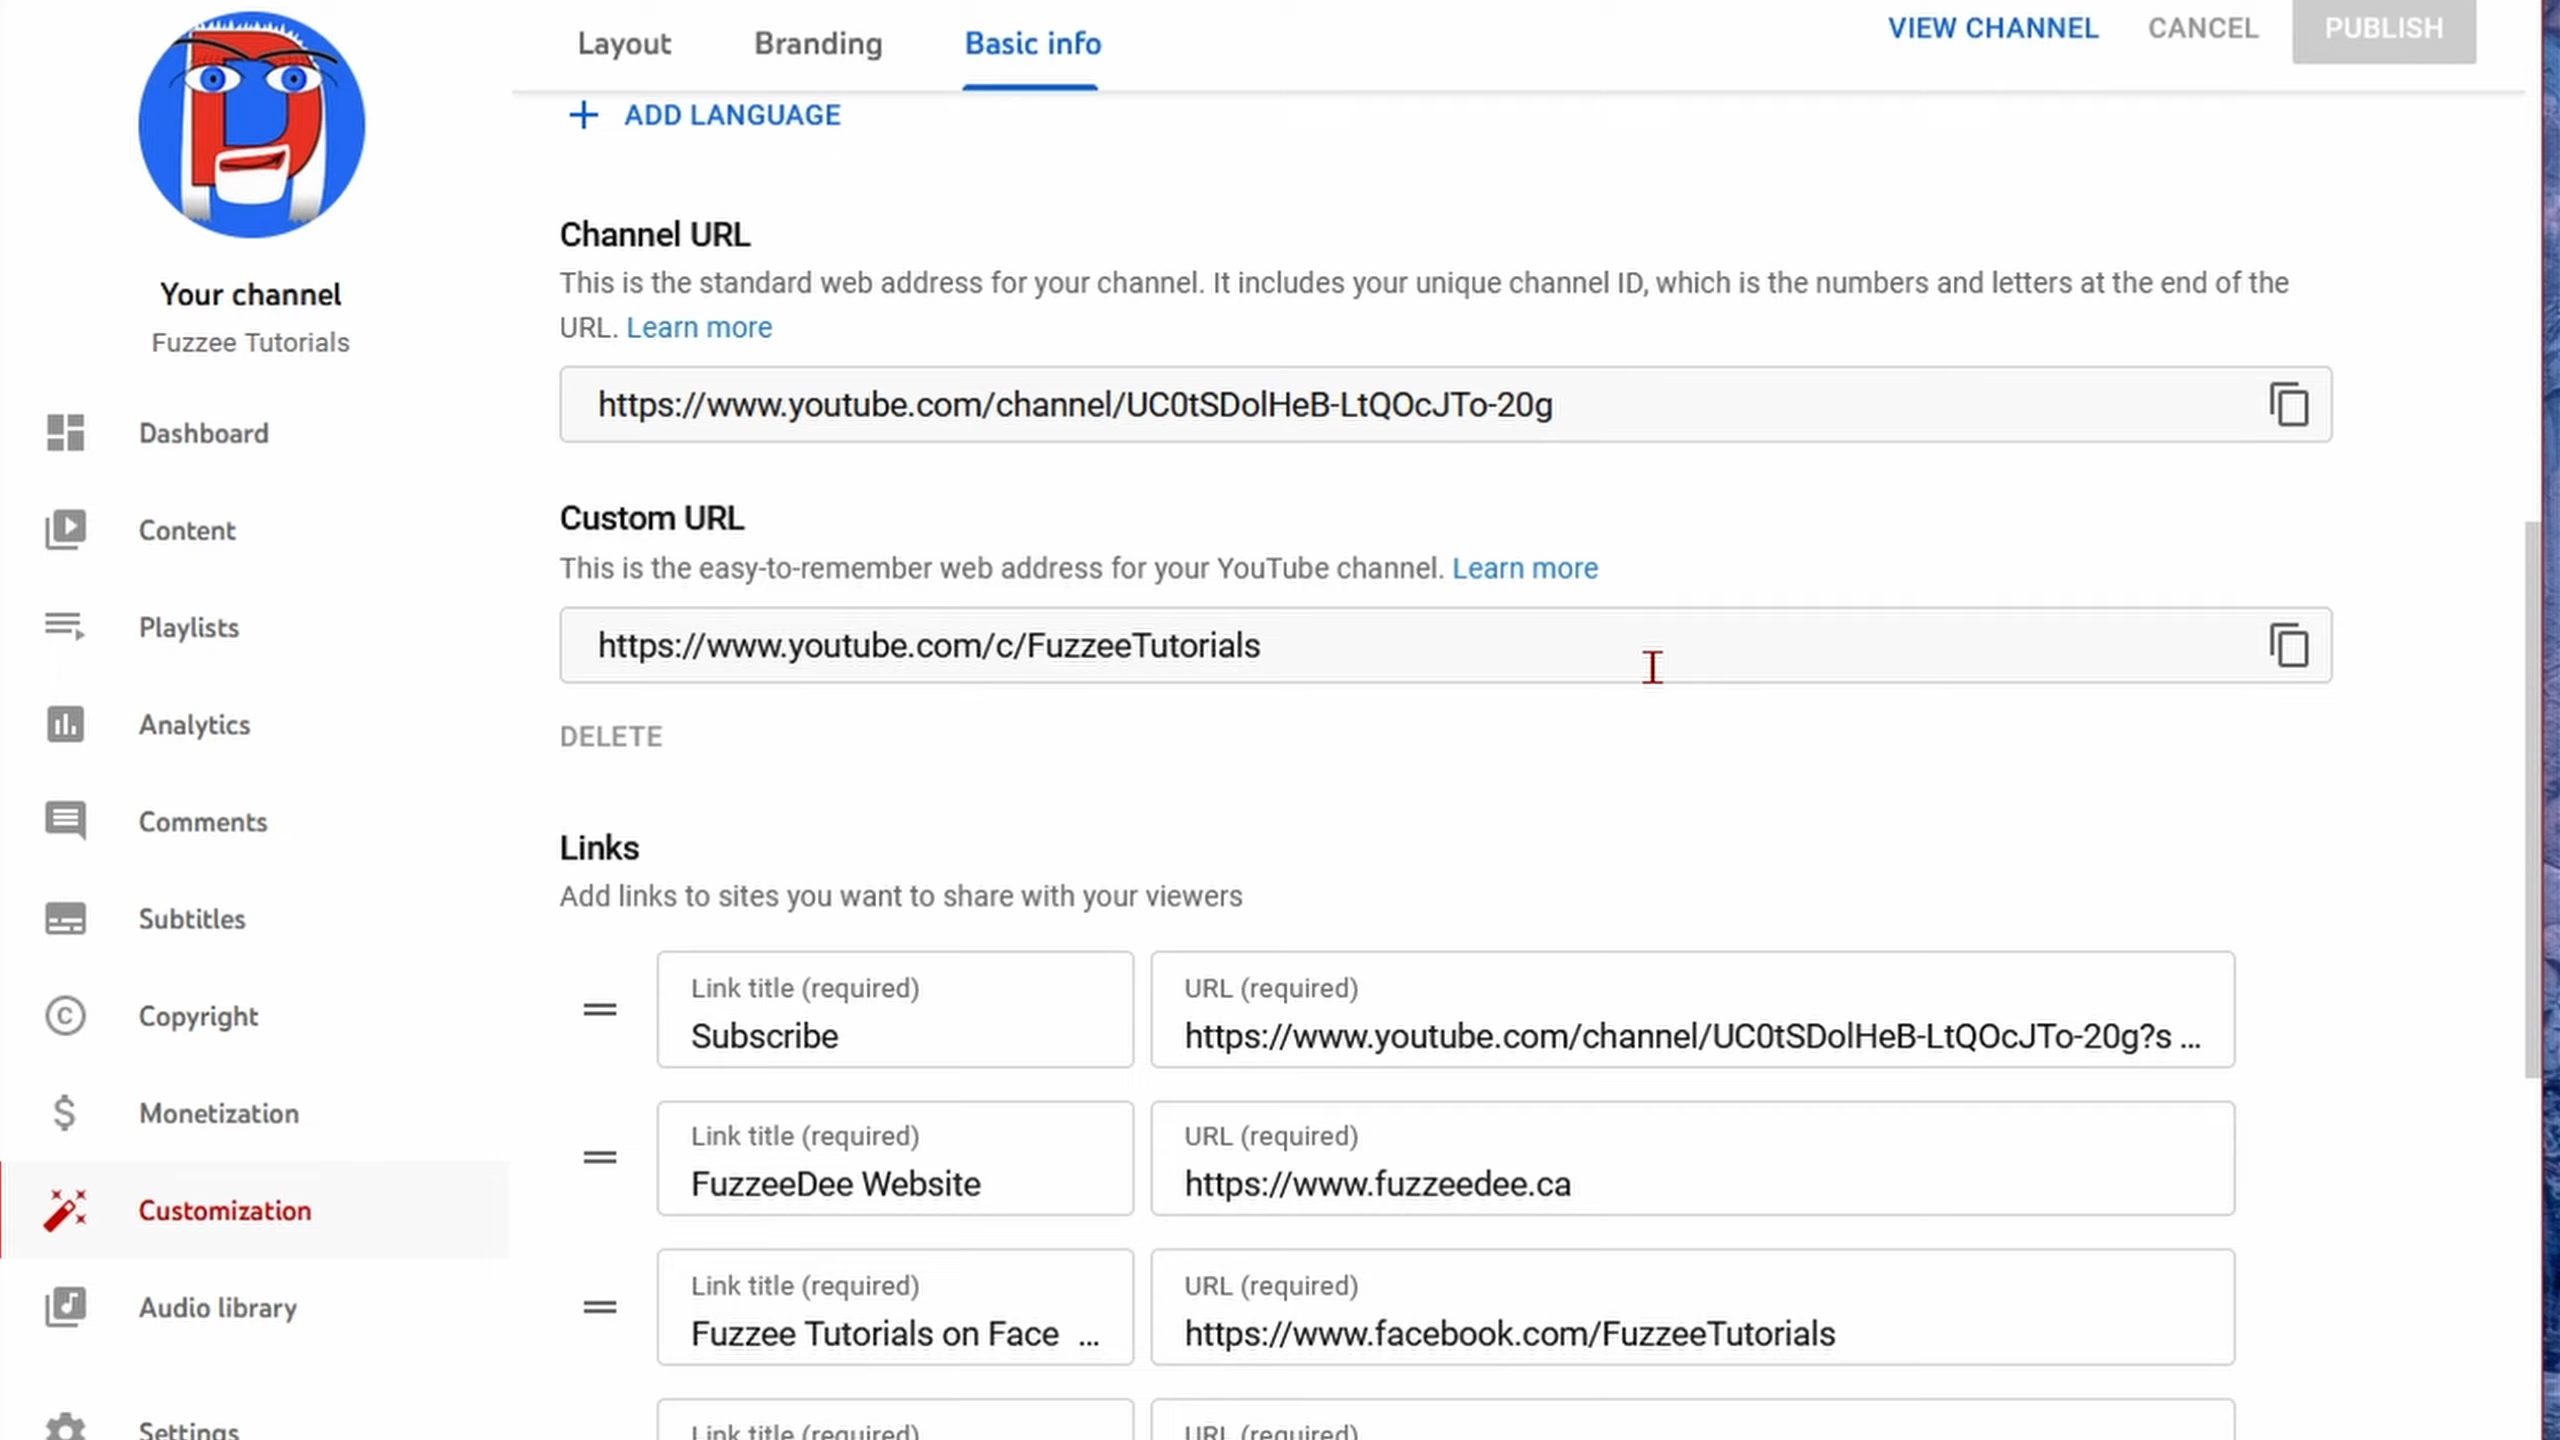 Layout
Branding
Basic info
VIEW CHANNEL
CANCEL
PUBLISH
ADD LANGUAGE
Your channel
Fuzzee Tutorials
Dashboard
Content
Playlists
Analytics
Comments
Subtitles
Copyright
Monetization
Customization
Audio library
Settings
Channel URL
This is the standard web address for your channel. It includes your unique channel ID, which is the numbers and letters at the end of the
URL. Learn more
https://www.youtube.com/channel/UC0tSDolHeB-LtQOcJTo-20g
Custom URL
This is the easy-to-remember web address for your YouTube channel. Learn more
https://www.youtube.com/c/FuzzeeTutorials
DELETE
Links
Add links to sites you want to share with your viewers
Link title (required)
Subscribe
URL (required)
https://www.youtube.com/channel/UC0tSDolHeB-LtQOcJTo-20g?s ...
Link title (required)
FuzzeeDee Website
URL (required)
https://www.fuzzeedee.ca
Link title (required)
Fuzzee Tutorials on Face ...
URL (required)
https://www.facebook.com/FuzzeeTutorials
Link title (required)
URL (required)